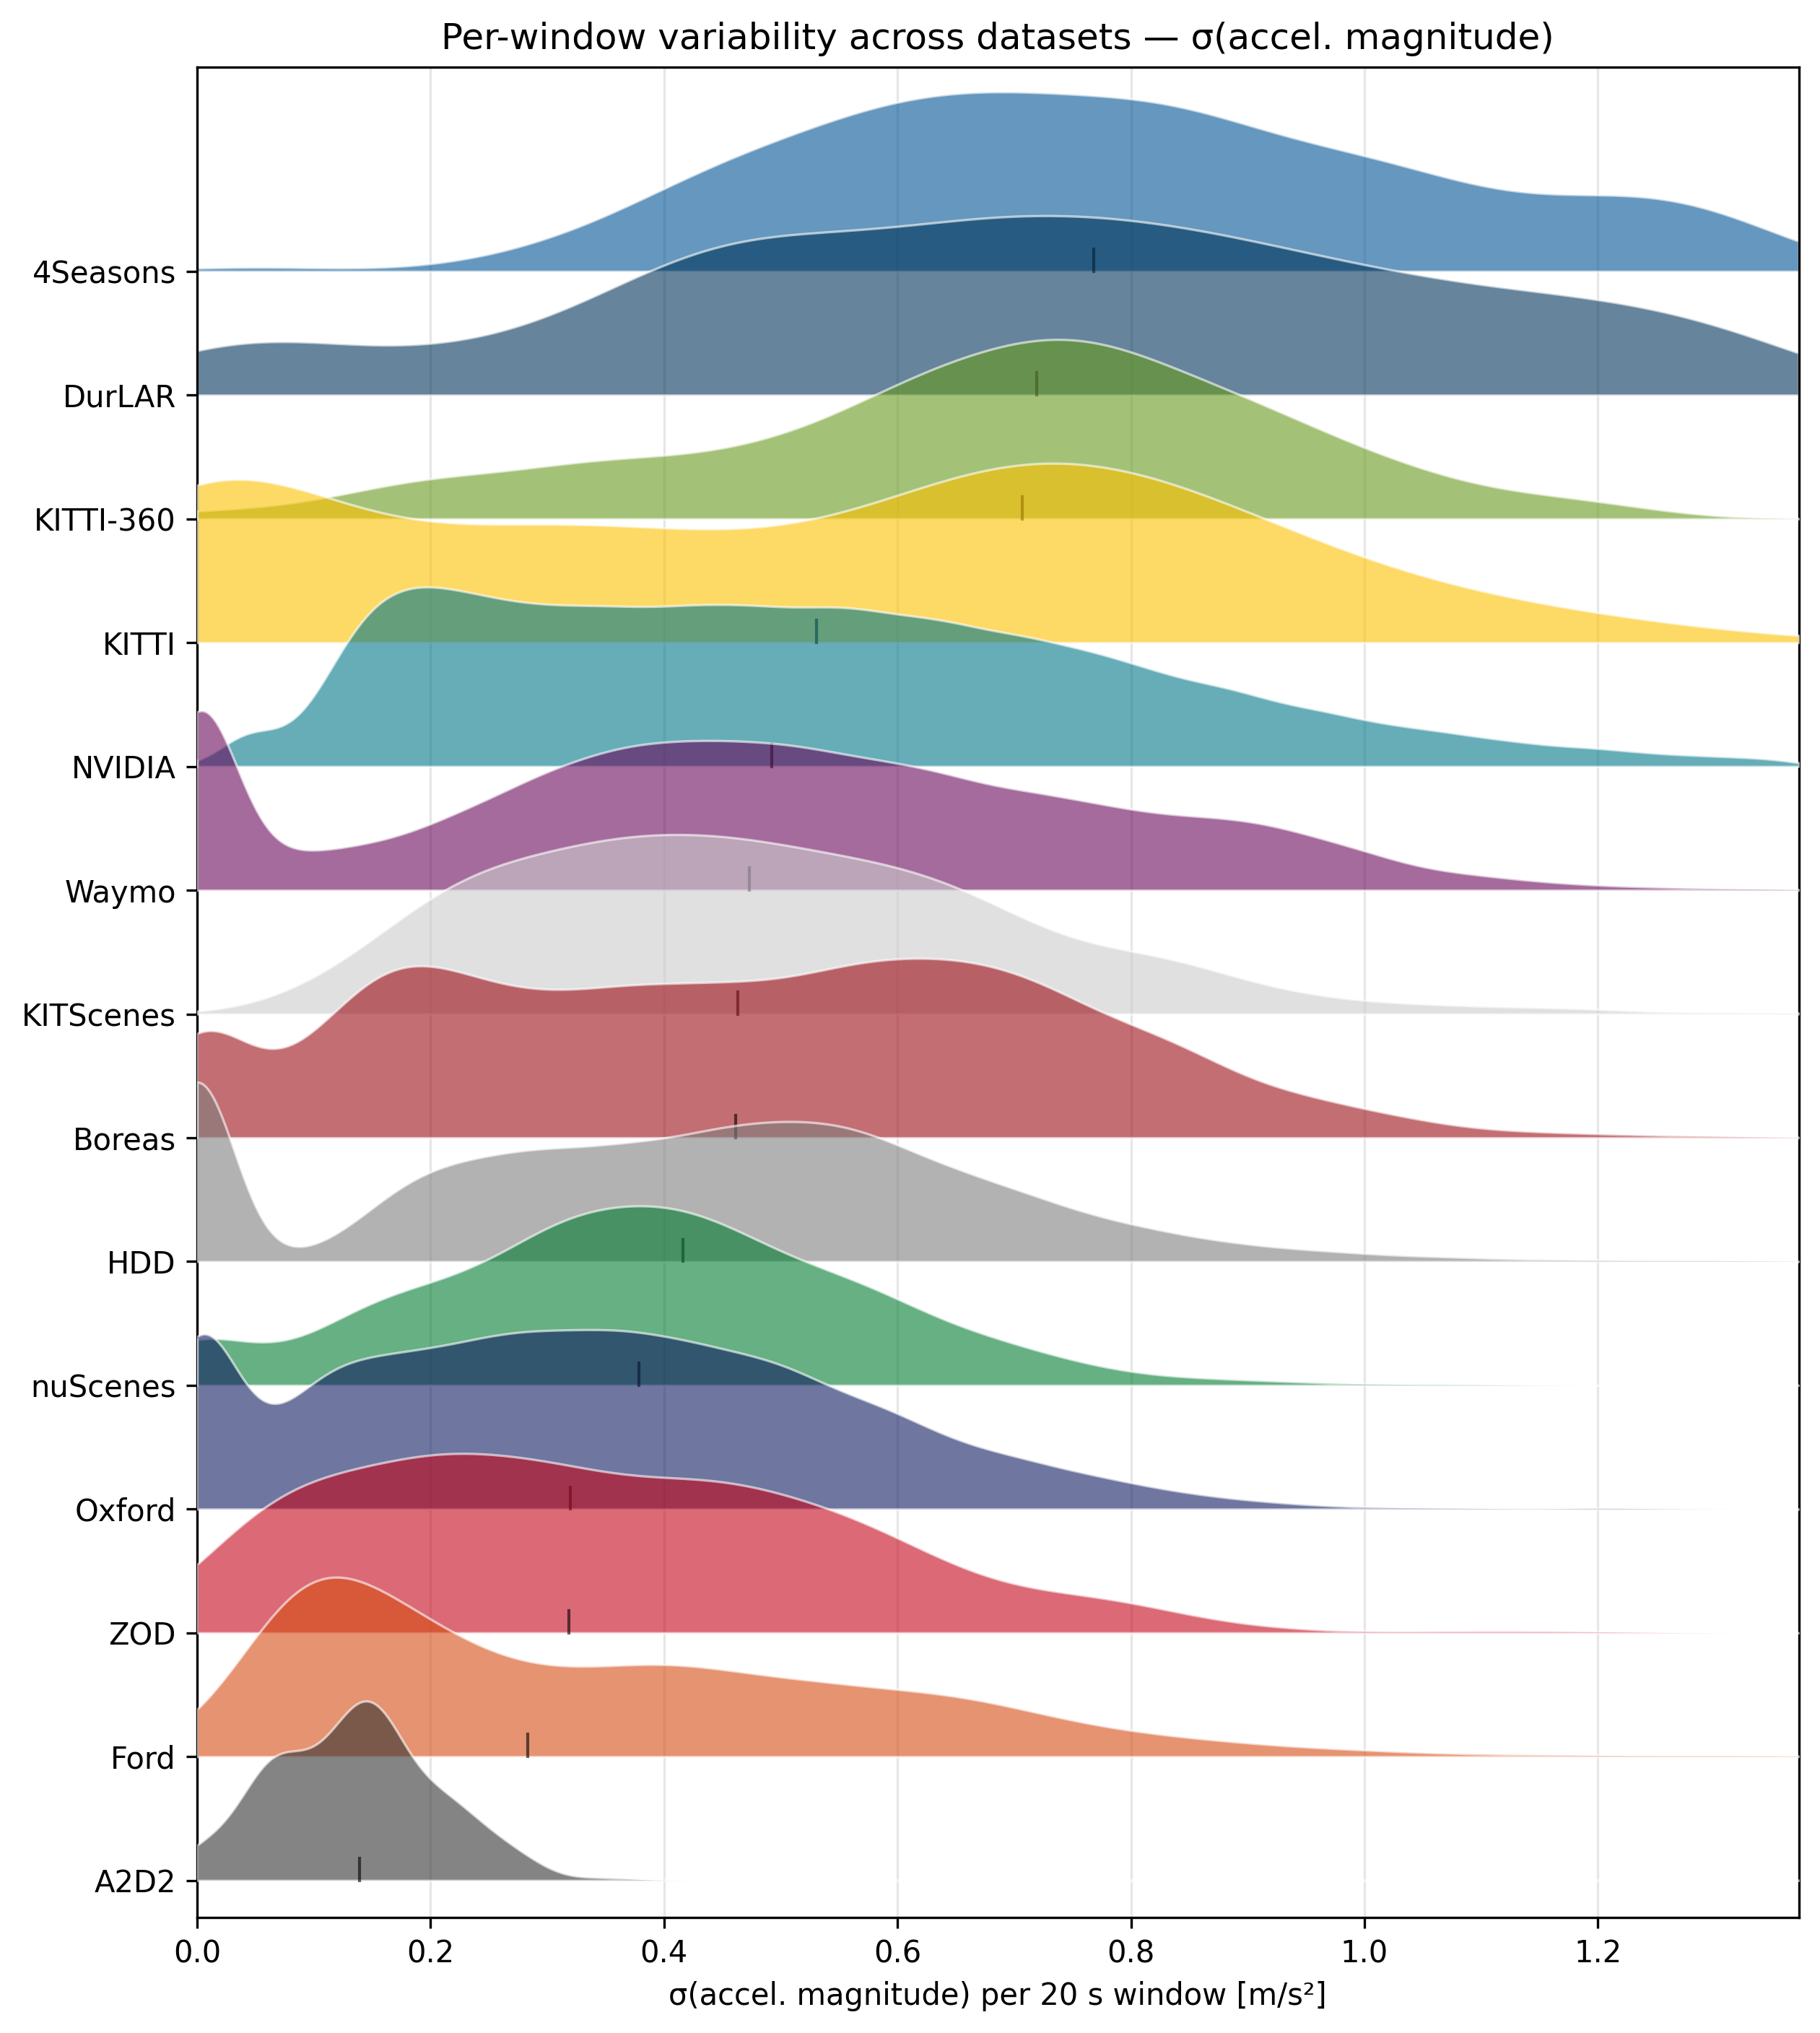 Per-window variability across datasets — σ(accel. magnitude)
4Seasons
DurLAR
KITTI-360
KITTI
NVIDIA
Waymo
KITScenes
Boreas
HDD
nuScenes
Oxford
ZOD
Ford
A2D2
0.0 0.2 0.4 0.6 0.8 1.0 1.2
σ(accel. magnitude) per 20 s window [m/s²]